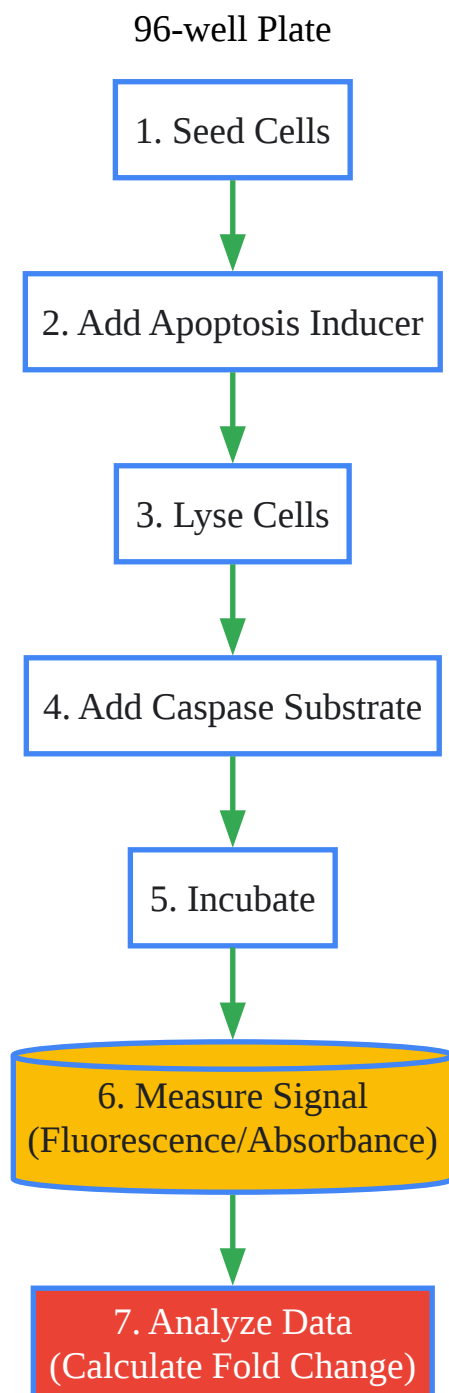 96-well Plate
1. Seed Cells
2. Add Apoptosis Inducer
3. Lyse Cells
4. Add Caspase Substrate
5. Incubate
6. Measure Signal
(Fluorescence/Absorbance)
7. Analyze Data
(Calculate Fold Change)